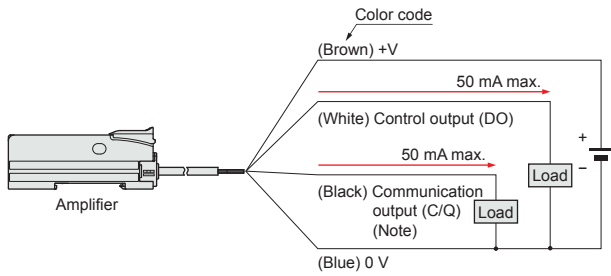 Color code
(Brown) +V
50 mA max.
(White) Control output (DO)
+
−
Load
50 mA max.
(Black) Communication
output (C/Q)
(Note)
Load
Amplifier
(Blue) 0 V